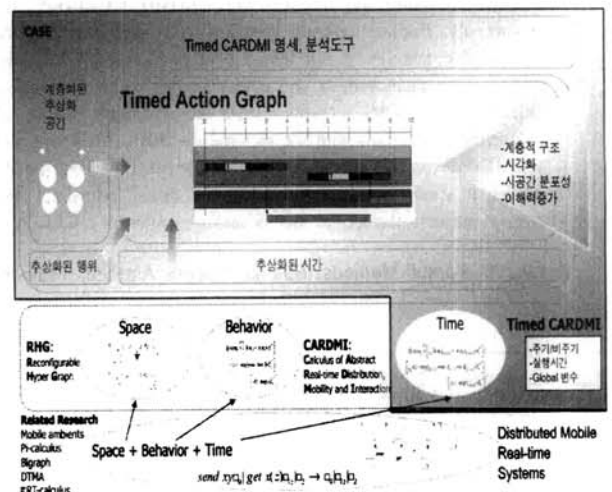 CASE
Timed CARDMI 명세, 분석도구
계층화된
추상화
공간
Timed Action Graph
-계층적 구조
-시각화
-시공간 분포성
-이해력증가
추상화된 행위
추상화된 시간
Space
Behavior
Time
Timed CARDMI
RHG:
Reconfigurable
Hyper Graph
CARDMI:
Calculus of Abstract
Real-time Distribution,
Mobility and Interaction
-주기/비주기
-실행시간
-Global 변수
Related Research
Mobile ambients
Pi-calculus
Bigraph
DTMA
Space + Behavior + Time
Distributed Mobile
Real-time
Systems